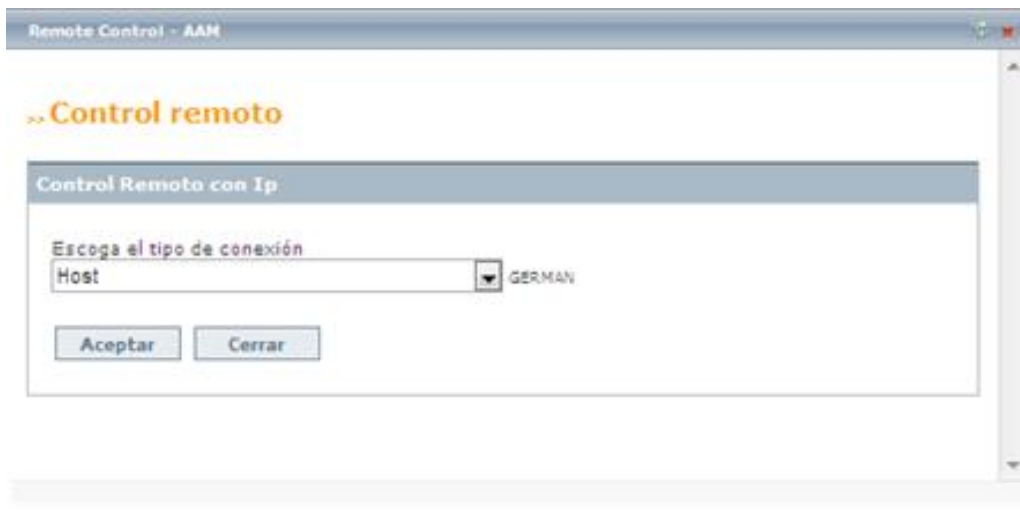 Remote Control - AAM
>> Control remoto
Control Remoto con Ip
Escoga el tipo de conexión
Host GERMAN
Aceptar Cerrar